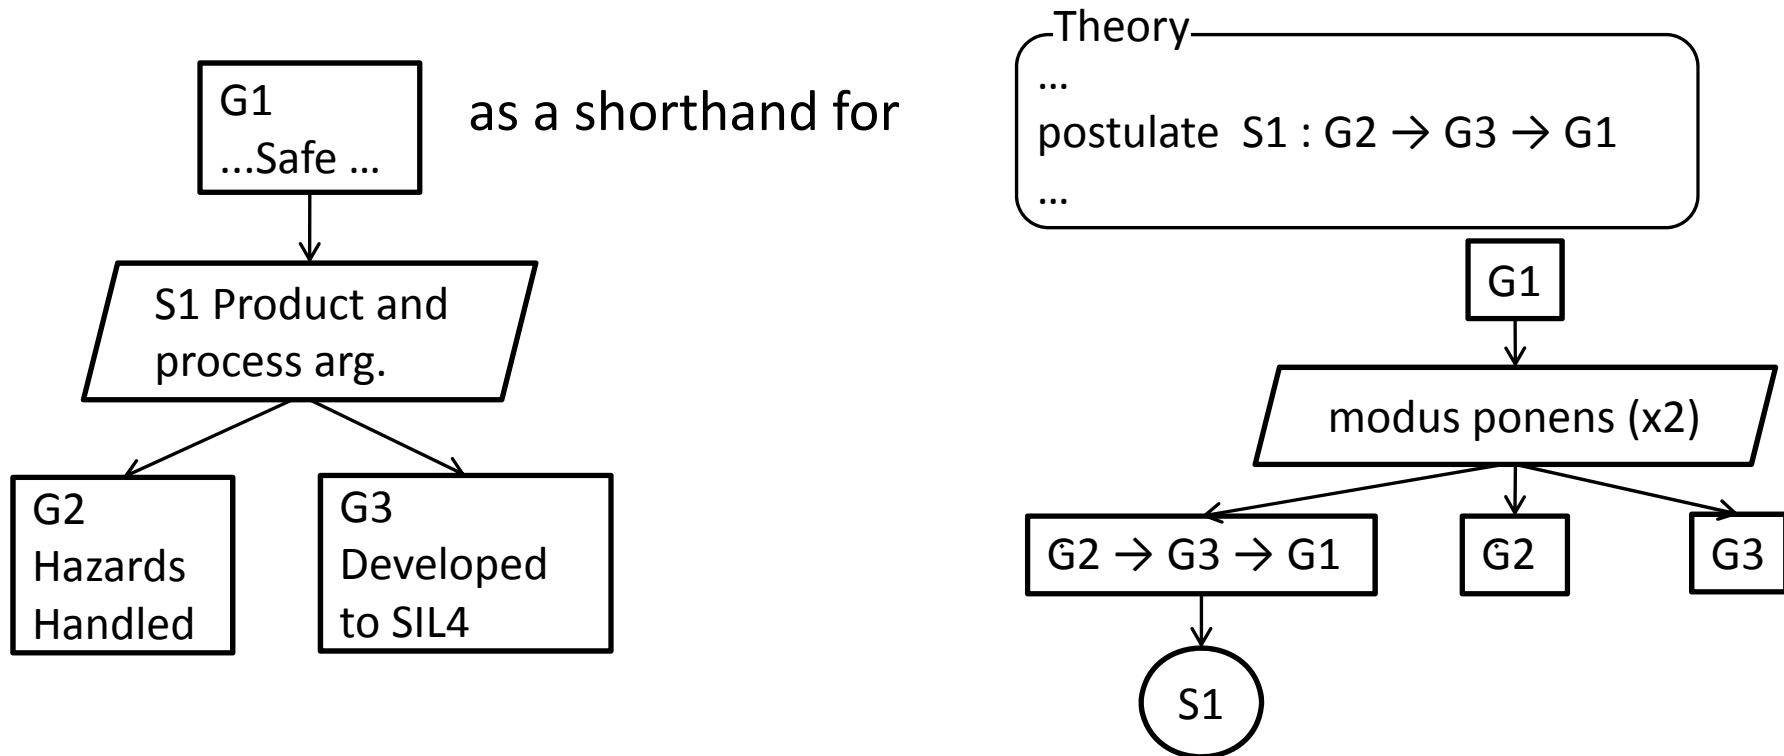 G1
...Safe ...
as a shorthand for
S1 Product and
process arg.
G2
Hazards
Handled
G3
Developed
to SIL4
Theory
...
postulate S1 : G2 → G3 → G1
...
G1
modus ponens (x2)
G2 → G3 → G1
G2
G3
S1